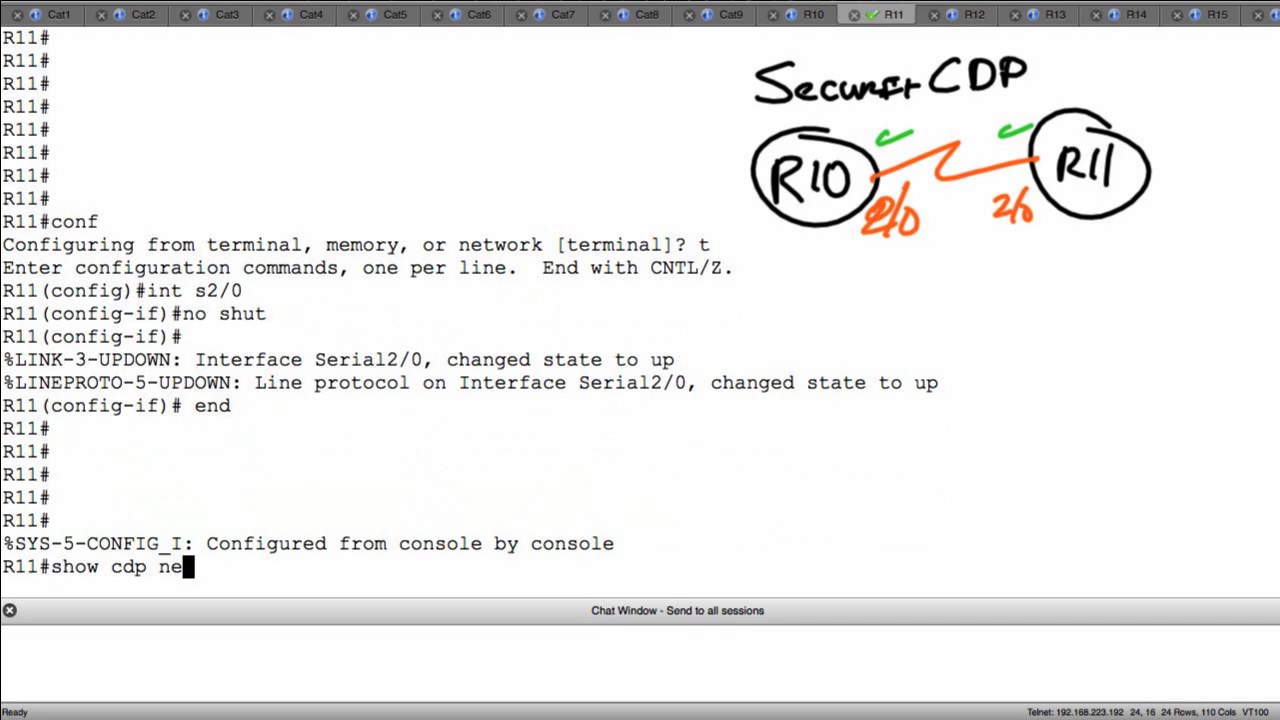 Cat1 Cat2 Cat3 Cat4 Cat5 Cat6 Cat7 Cat8 Cat9 R10 R11 R12 R13 R14 R15
R11#
R11#
R11#
R11#
R11#
R11#
R11#
R11#
R11#conf
Configuring from terminal, memory, or network [terminal]? t
Enter configuration commands, one per line.  End with CNTL/Z.
R11(config)#int s2/0
R11(config-if)#no shut
R11(config-if)#
%LINK-3-UPDOWN: Interface Serial2/0, changed state to up
%LINEPROTO-5-UPDOWN: Line protocol on Interface Serial2/0, changed state to up
R11(config-if)# end
R11#
R11#
R11#
R11#
R11#
%SYS-5-CONFIG_I: Configured from console by console
R11#show cdp ne
CDP
R10 R11
2/0 2/0
Chat Window - Send to all sessions
Ready Telnet: 192.168.223.192 24, 16 24 Rows, 110 Cols VT100